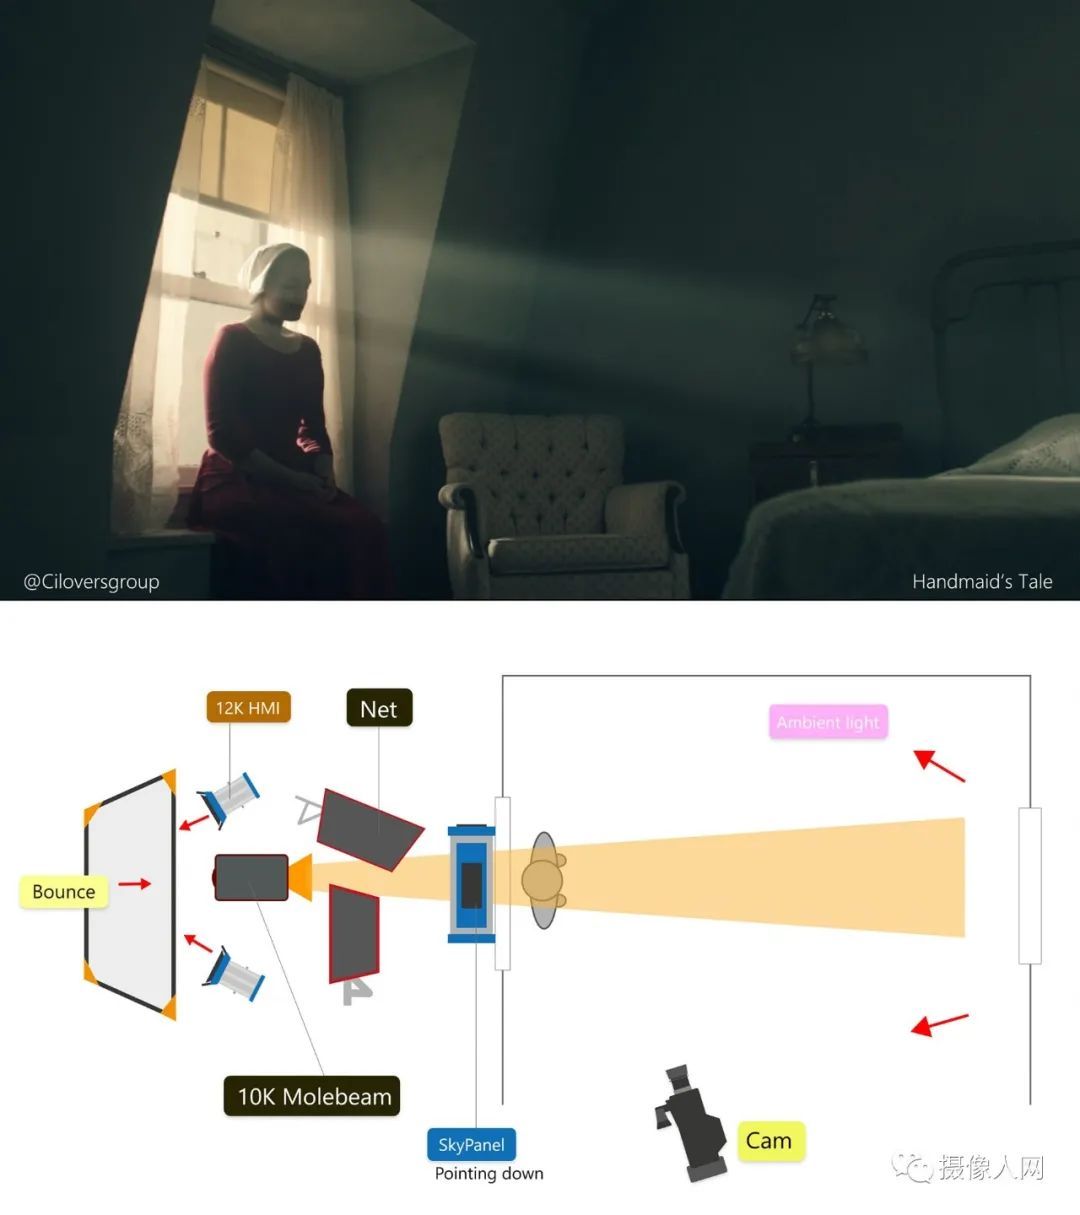 @Ciloversgroup
Handmaid's Tale
12K HMI
Net
Ambient light
Bounce
10K Molebeam
SkyPanel
Pointing down
Cam
摄像人网